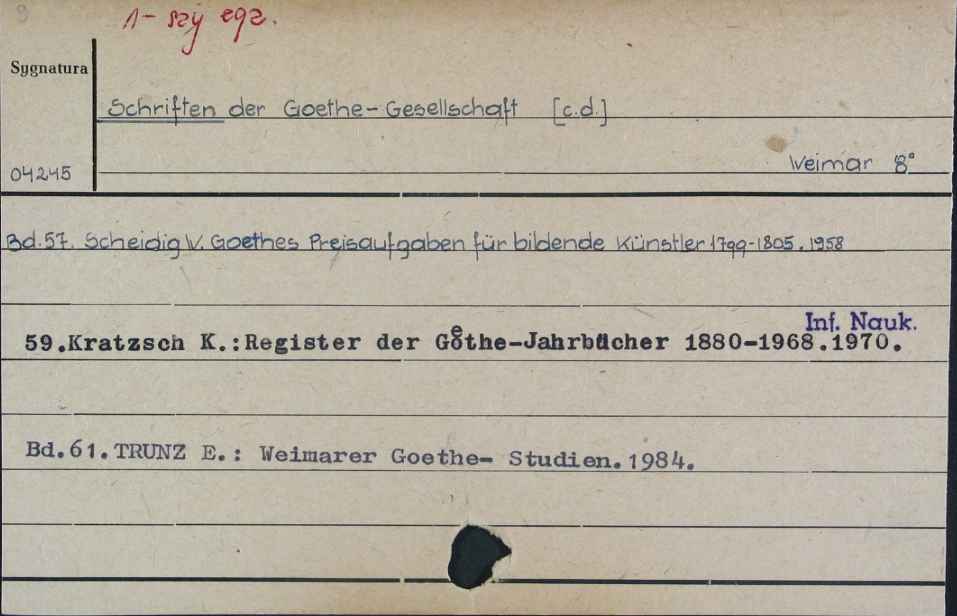 9
1-szy egz.
Sygnatura
Schriften der Goethe-Gesellschaft [c.d.]
04245
Weimar 8°
Bd.57. Scheidig W. Goethes Preisaufgaben für bildende Künstler 1799-1805. 1958
Inf. Nauk.
59.Kratzsch K.:Register der Goethe-Jahrbücher 1880-1968.1970.
Bd.61.TRUNZ E.: Weimarer Goethe- Studien.1984.